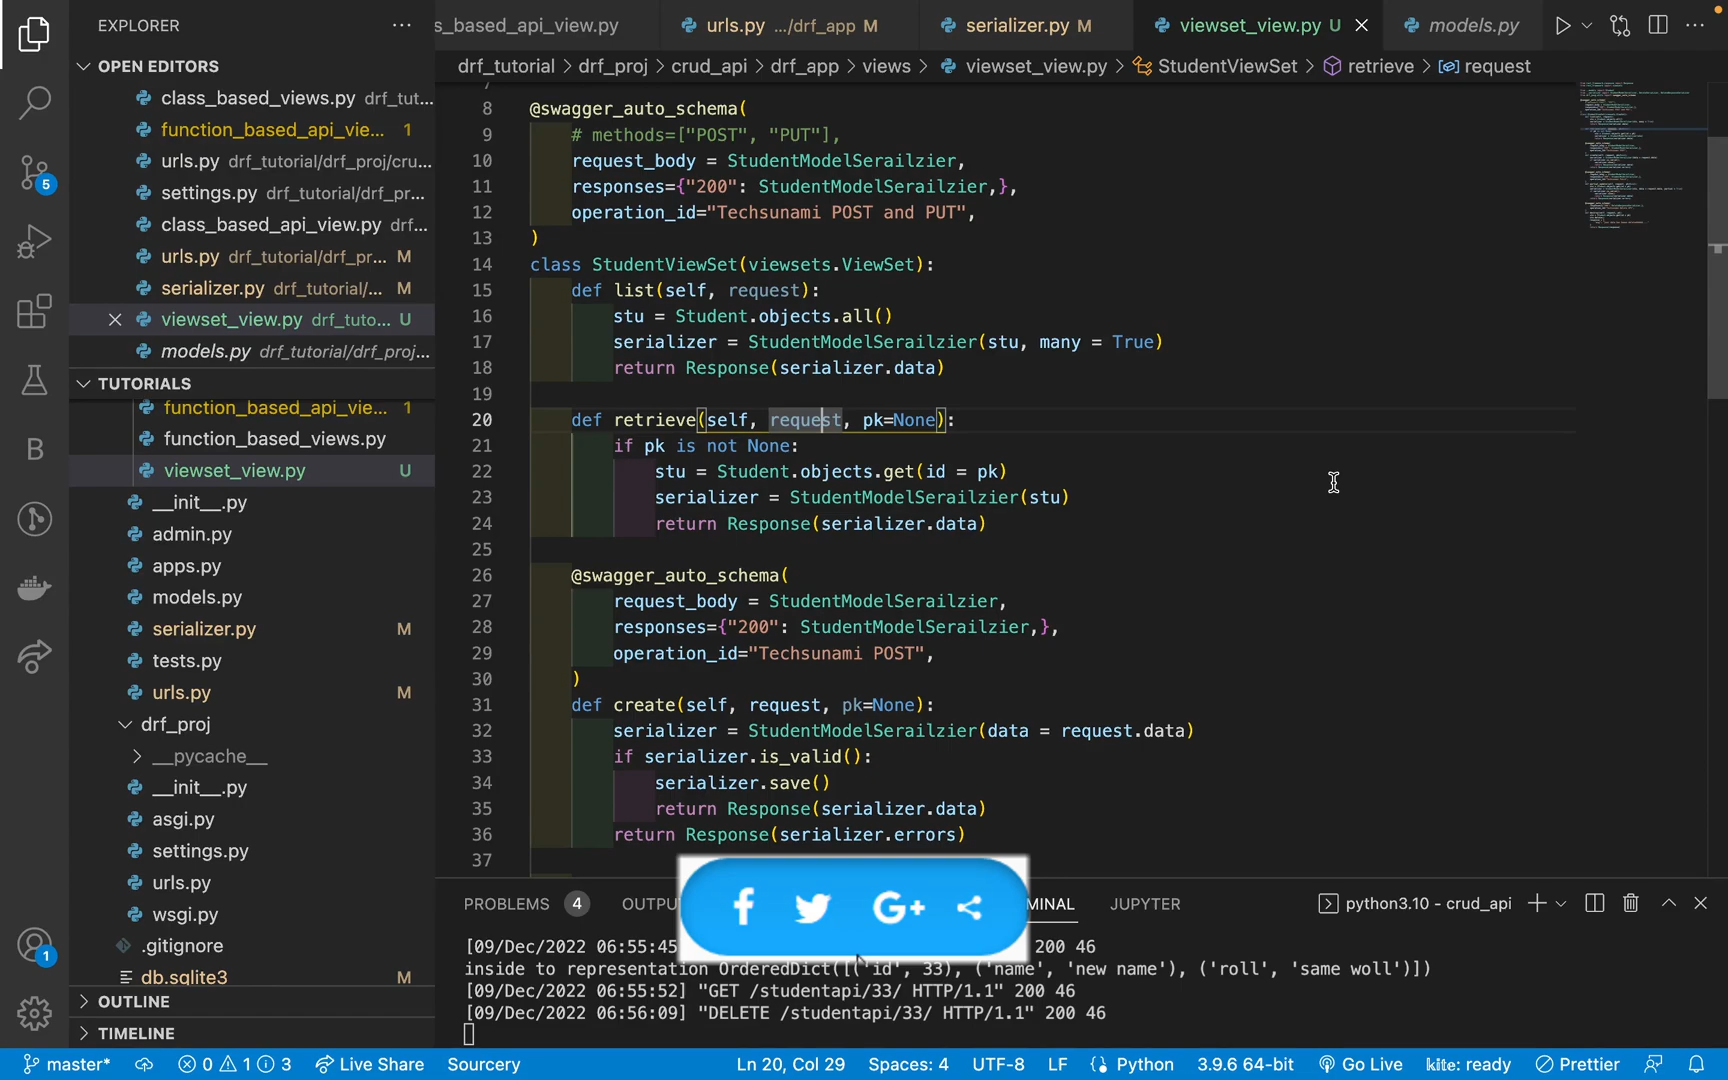 EXPLORER
···
OPEN EDITORS
class_based_views.py drf_tut...
function_based_api_vie... 1
urls.py drf_tutorial/drf_proj/cru...
settings.py drf_tutorial/drf_pr...
class_based_api_view.py drf...
urls.py drf_tutorial/drf_pr... M
serializer.py drf_tutorial/... M
viewset_view.py drf_tuto... U
models.py drf_tutorial/drf_proj...
TUTORIALS
function_based_api_vie... 1
function_based_views.py
viewset_view.py U
__init__.py
admin.py
apps.py
models.py
serializer.py M
tests.py
urls.py M
drf_proj
__pycache__
__init__.py
asgi.py
settings.py
urls.py
wsgi.py
.gitignore
db.sqlite3 M
OUTLINE
TIMELINE
5
B
1
s_based_api_view.py urls.py .../drf_app M serializer.py M viewset_view.py U models.py
drf_tutorial > drf_proj > crud_api > drf_app > views > viewset_view.py > StudentViewSet > retrieve > request
7
8 @swagger_auto_schema(
9 # methods=["POST", "PUT"],
10 request_body = StudentModelSerailzier,
11 responses={"200": StudentModelSerailzier,},
12 operation_id="Techsunami POST and PUT",
13 )
14 class StudentViewSet(viewsets.ViewSet):
15 def list(self, request):
16 stu = Student.objects.all()
17 serializer = StudentModelSerailzier(stu, many = True)
18 return Response(serializer.data)
19
20 def retrieve(self, request, pk=None):
21 if pk is not None:
22 stu = Student.objects.get(id = pk)
23 serializer = StudentModelSerailzier(stu)
24 return Response(serializer.data)
25
26 @swagger_auto_schema(
27 request_body = StudentModelSerailzier,
28 responses={"200": StudentModelSerailzier,},
29 operation_id="Techsunami POST",
30 )
31 def create(self, request, pk=None):
32 serializer = StudentModelSerailzier(data = request.data)
33 if serializer.is_valid():
34 serializer.save()
35 return Response(serializer.data)
36 return Response(serializer.errors)
37
PROBLEMS 4 OUTPU MINAL JUPYTER python3.10 - crud_api
f G+
[09/Dec/2022 06:55:45 200 46
inside to representation OrderedDict([('id', 33), ('name', 'new name'), ('roll', 'same woll')])
[09/Dec/2022 06:55:52] "GET /studentapi/33/ HTTP/1.1" 200 46
[09/Dec/2022 06:56:09] "DELETE /studentapi/33/ HTTP/1.1" 200 46
master* 0 1 3 Live Share Sourcery Ln 20, Col 29 Spaces: 4 UTF-8 LF Python 3.9.6 64-bit Go Live kite: ready Prettier